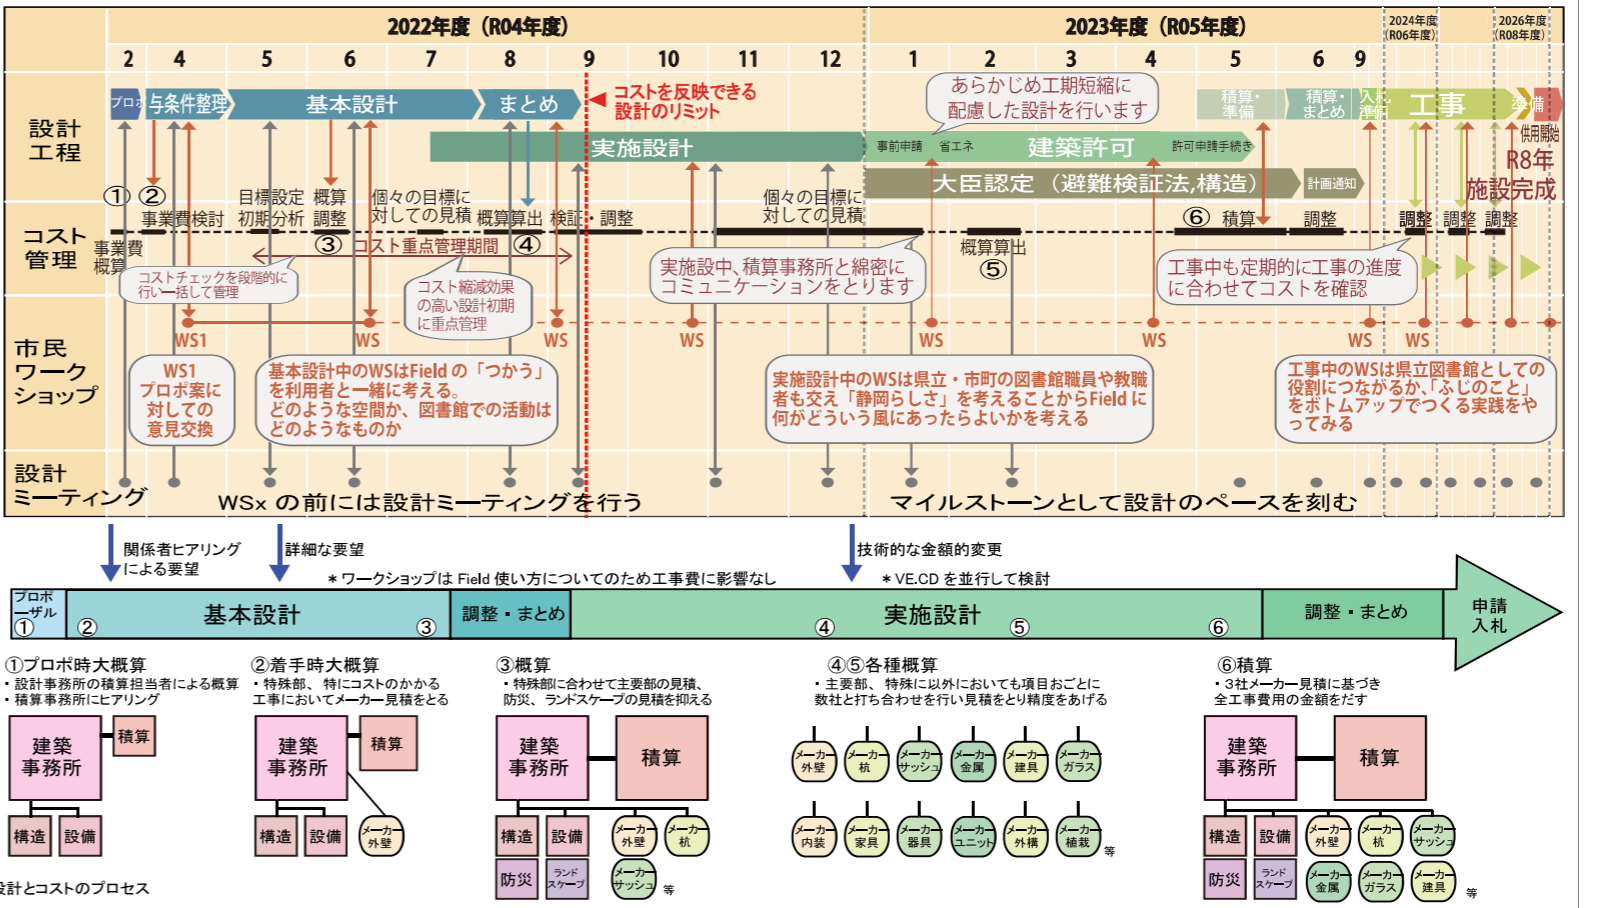 2022年度（R04年度）
2023年度（R05年度）
2024年度
（R06年度）
2026年度
（R08年度）
2 4 5 6 7 8 9 10 11 12 1 2 3 4 5 6 9
設計
工程
プロポ
与条件整理
基本設計
まとめ
コストを反映できる
設計のリミット
あらかじめ工期短縮に
配慮した設計を行います
積算・
準備
積算・
まとめ
入札
準備
工事
準備
供用開始
R8年
施設完成
実施設計
事前申請
省エネ
建築許可
許可申請手続き
大臣認定（避難検証法,構造）
計画通知
コスト
管理
①
②
事業費
概算
事業費検討
目標設定
初期分析
概算
調整
③
個々の目標に
対しての見積
概算算出
④
検証・調整
コスト重点管理期間
個々の目標に
対しての見積
概算算出
⑤
⑥ 積算
調整
調整
調整
調整
コストチェックを段階的に
行い一括して管理
コスト縮減効果
の高い設計初期
に重点管理
実施設中、積算事務所と綿密に
コミュニケーションをとります
工事中も定期的に工事の進度
に合わせてコストを確認
市民
ワーク
ショップ
WS1
WS
WS
WS
WS
WS
WS
WS
WS1
プロポ案に
対しての
意見交換
基本設計中のWSはField の「つかう」
を利用者と一緒に考える。
どのような空間か、図書館での活動は
どのようなものか
実施設計中のWSは県立・市町の図書館職員や教職
者も交え「静岡らしさ」を考えることからField に
何がどういう風にあったらよいかを考える
工事中のWSは県立図書館としての
役割につながるか、「ふじのこと」
をボトムアップでつくる実践をや
ってみる
設計
ミーティング
WSx の前には設計ミーティングを行う
マイルストーンとして設計のペースを刻む
関係者ヒアリング
による要望
詳細な要望
＊ワークショップは Field 使い方についてのため工事費に影響なし
技術的な金額的変更
＊VE.CD を並行して検討
プロポ
ーザル
①
②
基本設計
③
調整・まとめ
④
実施設計
⑤
⑥
調整・まとめ
申請
入札
①プロポ時大概算
・設計事務所の積算担当者による概算
・積算事務所にヒアリング
建築
事務所
積算
構造
設備
②着手時大概算
・特殊部、特にコストのかかる
工事においてメーカー見積をとる
建築
事務所
積算
構造
設備
メーカー
外壁
③概算
・特殊部に合わせて主要部の見積、
防災、ランドスケープの見積を抑える
建築
事務所
積算
構造
設備
メーカー
外壁
メーカー
杭
防災
ランド
スケープ
メーカー
サッシュ
等
④⑤各種概算
・主要部、特殊に以外においても項目おごとに
数社と打ち合わせを行い見積をとり精度をあげる
メーカー
外壁
メーカー
杭
メーカー
サッシュ
メーカー
金属
メーカー
建具
メーカー
ガラス
メーカー
内装
メーカー
家具
メーカー
器具
メーカー
ユニット
メーカー
外構
メーカー
植栽
等
⑥積算
・3社メーカー見積に基づき
全工事費用の金額をだす
建築
事務所
積算
構造
設備
メーカー
外壁
メーカー
杭
メーカー
サッシュ
防災
ランド
スケープ
メーカー
金属
メーカー
ガラス
メーカー
建具
等
設計とコストのプロセス